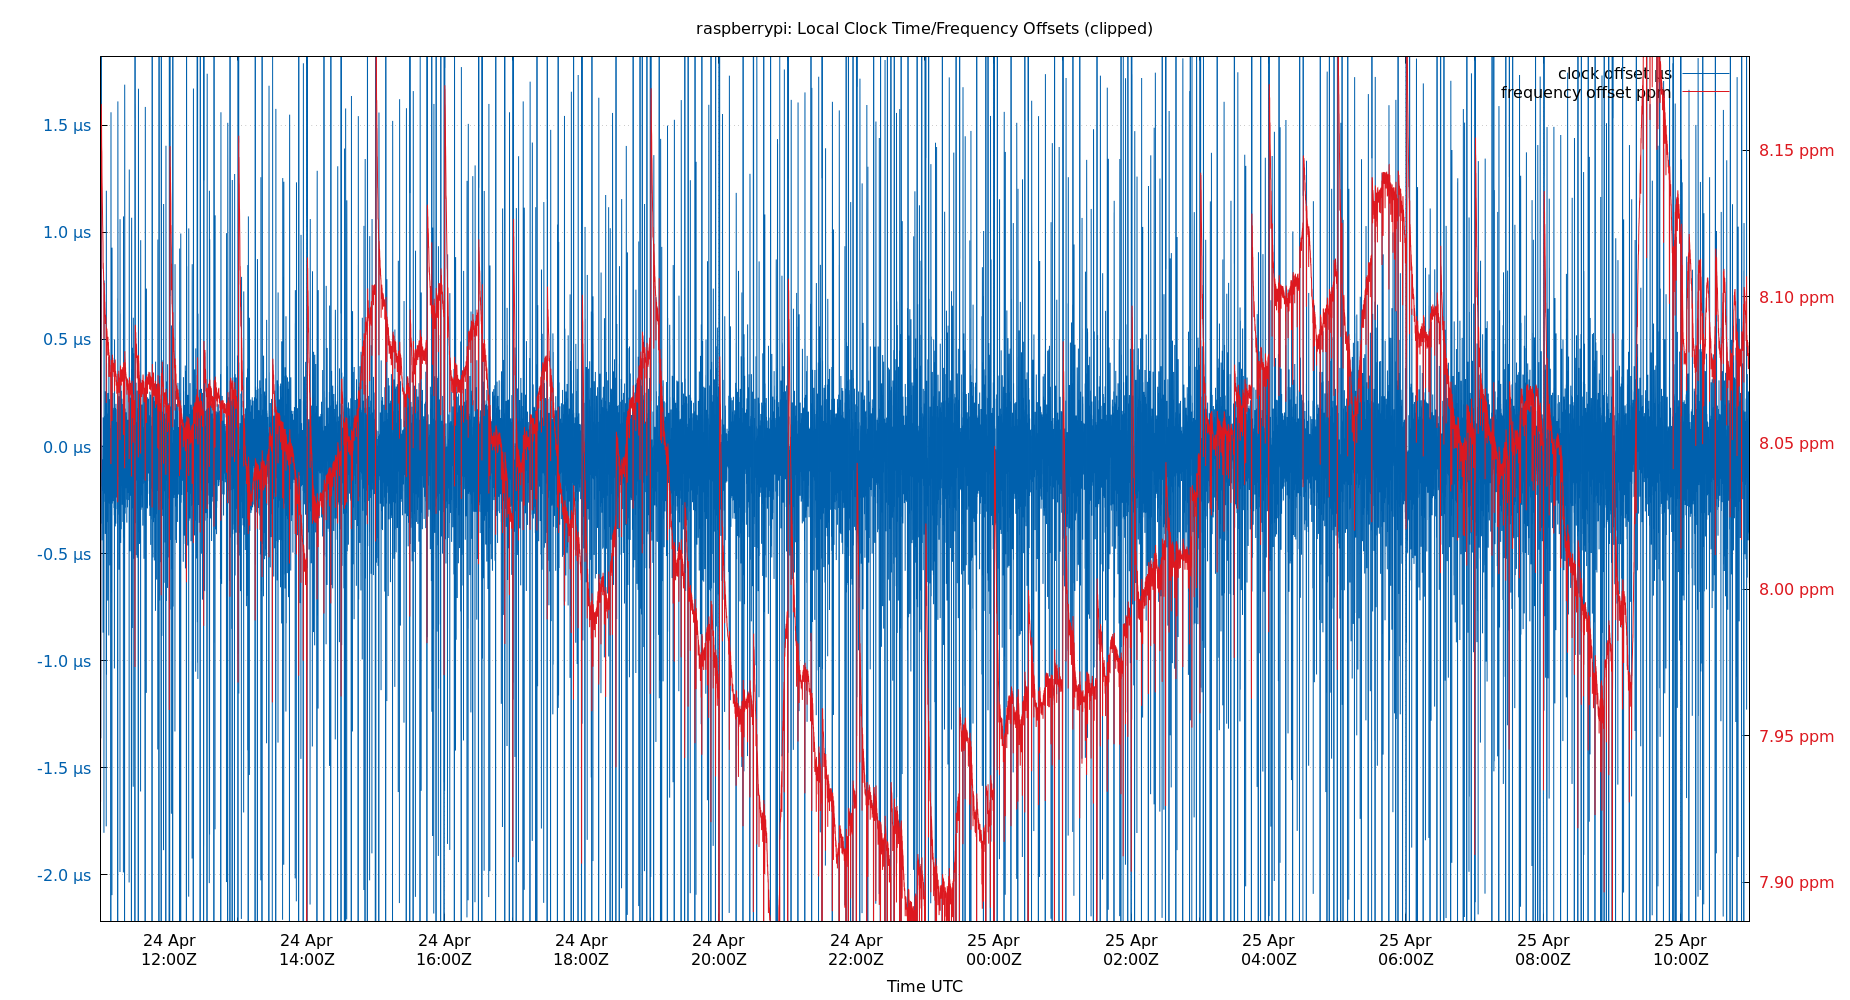 raspberrypi: Local Clock Time/Frequency Offsets (clipped)
clock offset µs
frequency offset ppm
1.5 µs
1.0 µs
0.5 µs
0.0 µs
-0.5 µs
-1.0 µs
-1.5 µs
-2.0 µs
8.15 ppm
8.10 ppm
8.05 ppm
8.00 ppm
7.95 ppm
7.90 ppm
24 Apr 24 Apr 24 Apr 24 Apr 24 Apr 24 Apr 25 Apr 25 Apr 25 Apr 25 Apr 25 Apr 25 Apr
12:00Z 14:00Z 16:00Z 18:00Z 20:00Z 22:00Z 00:00Z 02:00Z 04:00Z 06:00Z 08:00Z 10:00Z
Time UTC